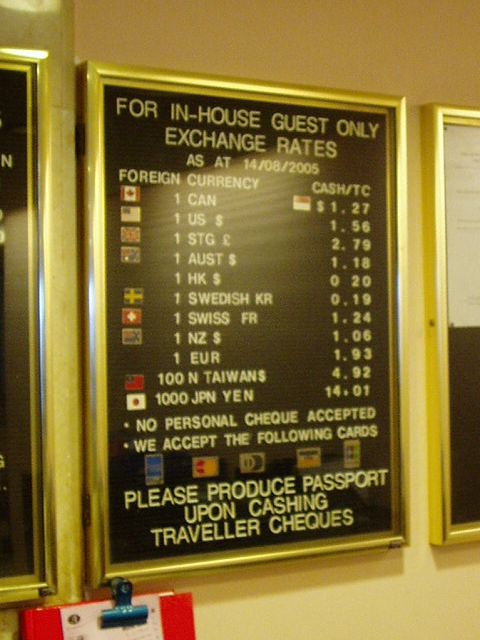 FOR IN-HOUSE GUEST ONLY
EXCHANGE RATES
AS AT 14/08/2005
FOREIGN CURRENCY CASH/TC
1 CAN $ 1.27
1 US $ 1.56
1 STG £ 2.79
1 AUST $ 1.18
1 HK $ 0 20
1 SWEDISH KR 0.19
1 SWISS FR 1.24
1 NZ $ 1.06
1 EUR 1.93
100 N TAIWAN$ 4.92
1000 JPN YEN 14.01
• NO PERSONAL CHEQUE ACCEPTED
• WE ACCEPT THE FOLLOWING CARDS
PLEASE PRODUCE PASSPORT
UPON CASHING
TRAVELLER CHEQUES